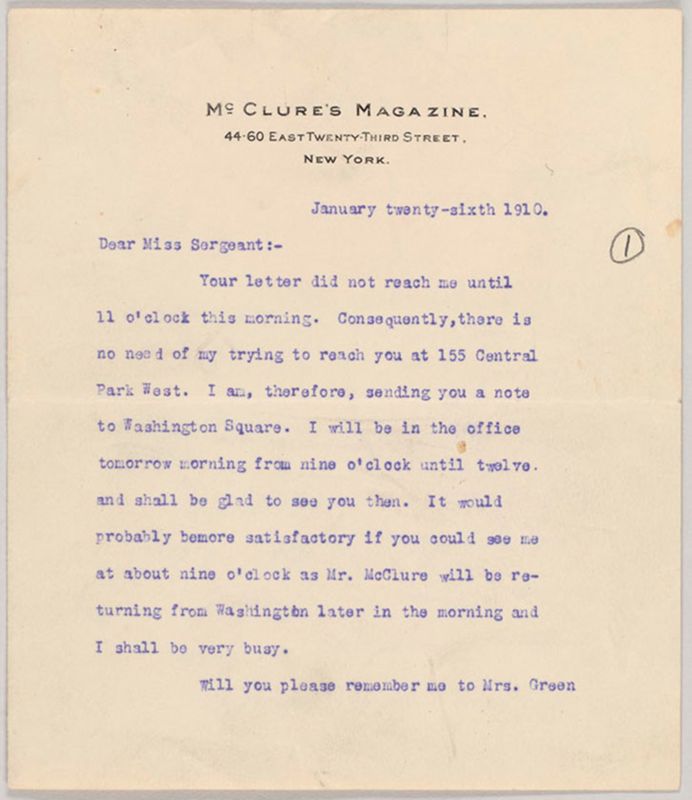 Mc Clure's Magazine.
44-60 East Twenty-Third Street,
New York.
January twenty-sixth 1910.
Dear Miss Sergeant:-
1
Your letter did not reach me until
11 o'clock this morning. Consequently,there is
no need of my trying to reach you at 155 Central
Park West. I am, therefore, sending you a note
to Washington Square. I will be in the office
tomorrow morning from nine o'clock until twelve.
and shall be glad to see you then. It would
probably bemore satisfactory if you could see me
at about nine o'clock as Mr. McClure will be re-
turning from Washington later in the morning and
I shall be very busy.
Will you please remember me to Mrs. Green